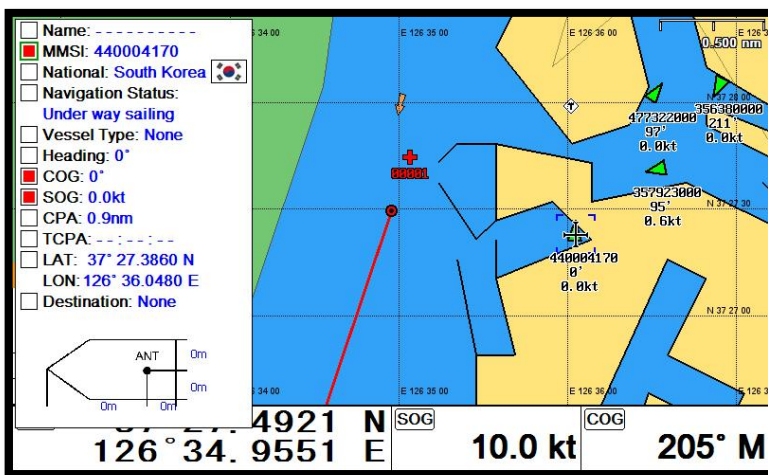 Name: - - - - - - - - - -
MMSI: 440004170
National: South Korea
Navigation Status:
Under way sailing
Vessel Type: None
Heading: 0°
COG: 0°
SOG: 0.0kt
CPA: 0.9nm
TCPA: - - : - - : - -
LAT: 37° 27.3860 N
LON: 126° 36.0480 E
Destination: None
ANT
0m
0m
0m
0m
34 00
E 126 35 00
E 126 36 00
0.500 nm
N 37 28 00
477322000
97'
0.0kt
356380000
211'
0.0kt
00001
357923000
95'
0.6kt
N 37 27 30
440004170
0'
0.0kt
N 37 27 00
34 00
E 126 35 00
E 126 36 00
37° 27. 4921 N
126° 34. 9551 E
SOG
10.0 kt
COG
205° M